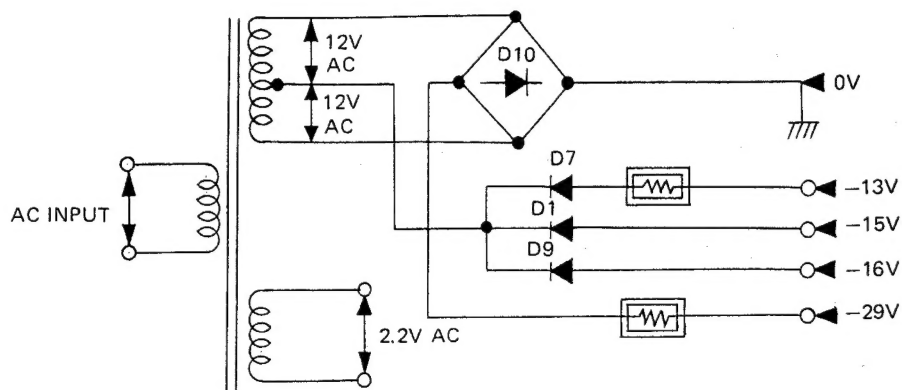 12V
AC
12V
AC
D10
0V
AC INPUT
D7
−13V
D1
−15V
D9
−16V
−29V
2.2V AC